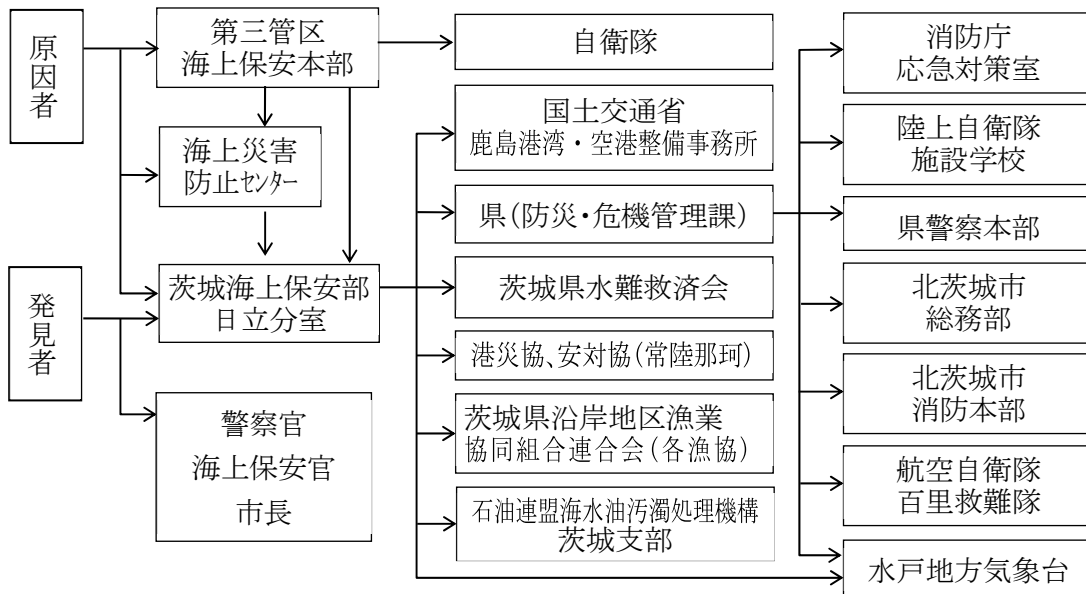 原因者
発見者
第三管区
海上保安本部
海上災害
防止センター
茨城海上保安部
日立分室
警察官
海上保安官
市長
自衛隊
国土交通省
鹿島港湾・空港整備事務所
県(防災・危機管理課)
茨城県水難救済会
港災協、安対協(常陸那珂)
茨城県沿岸地区漁業
協同組合連合会(各漁協)
石油連盟海水油汚濁処理機構
茨城支部
消防庁
応急対策室
陸上自衛隊
施設学校
県警察本部
北茨城市
総務部
北茨城市
消防本部
航空自衛隊
百里救難隊
水戸地方気象台